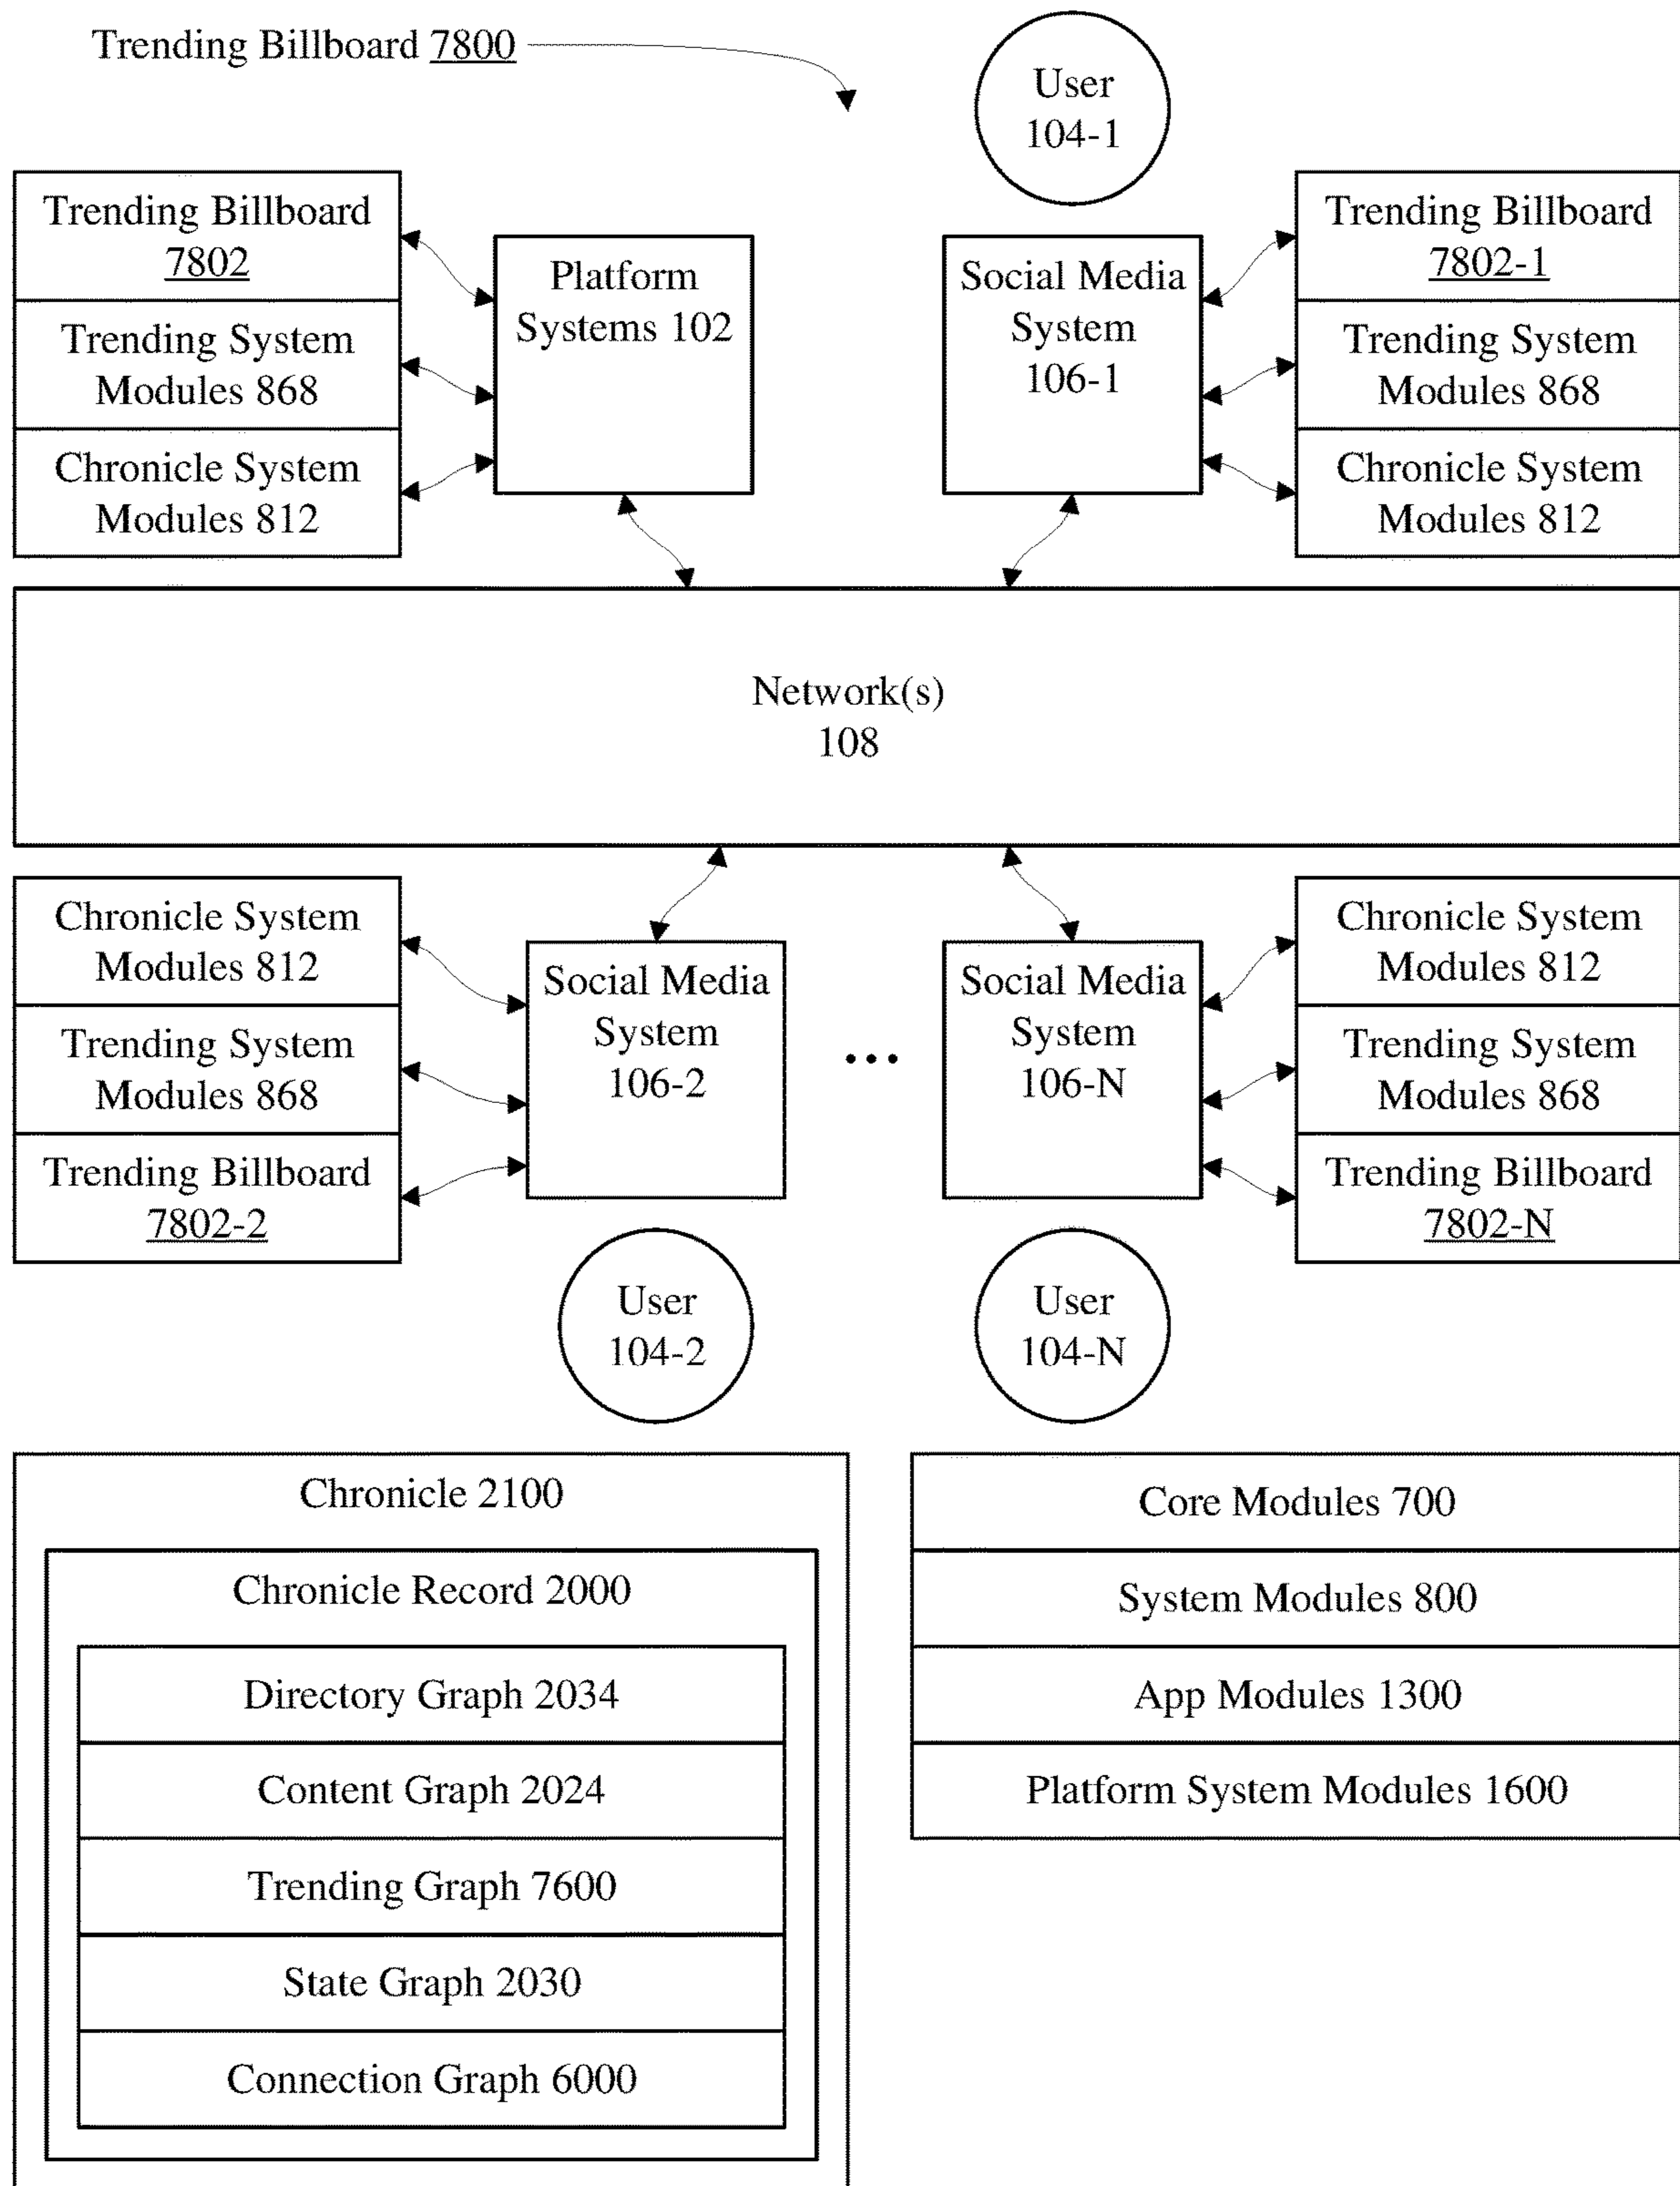 Trending Billboard 7800
User
104-1
Trending Billboard
7802
Trending System
Modules 868
Chronicle System
Modules 812
Platform
Systems 102
Social Media
System
106-1
Trending Billboard
7802-1
Trending System
Modules 868
Chronicle System
Modules 812
Network(s)
108
Chronicle System
Modules 812
Trending System
Modules 868
Trending Billboard
7802-2
Social Media
System
106-2
...
Social Media
System
106-N
Chronicle System
Modules 812
Trending System
Modules 868
Trending Billboard
7802-N
User
104-2
User
104-N
Chronicle 2100
Chronicle Record 2000
Directory Graph 2034
Content Graph 2024
Trending Graph 7600
State Graph 2030
Connection Graph 6000
Core Modules 700
System Modules 800
App Modules 1300
Platform System Modules 1600